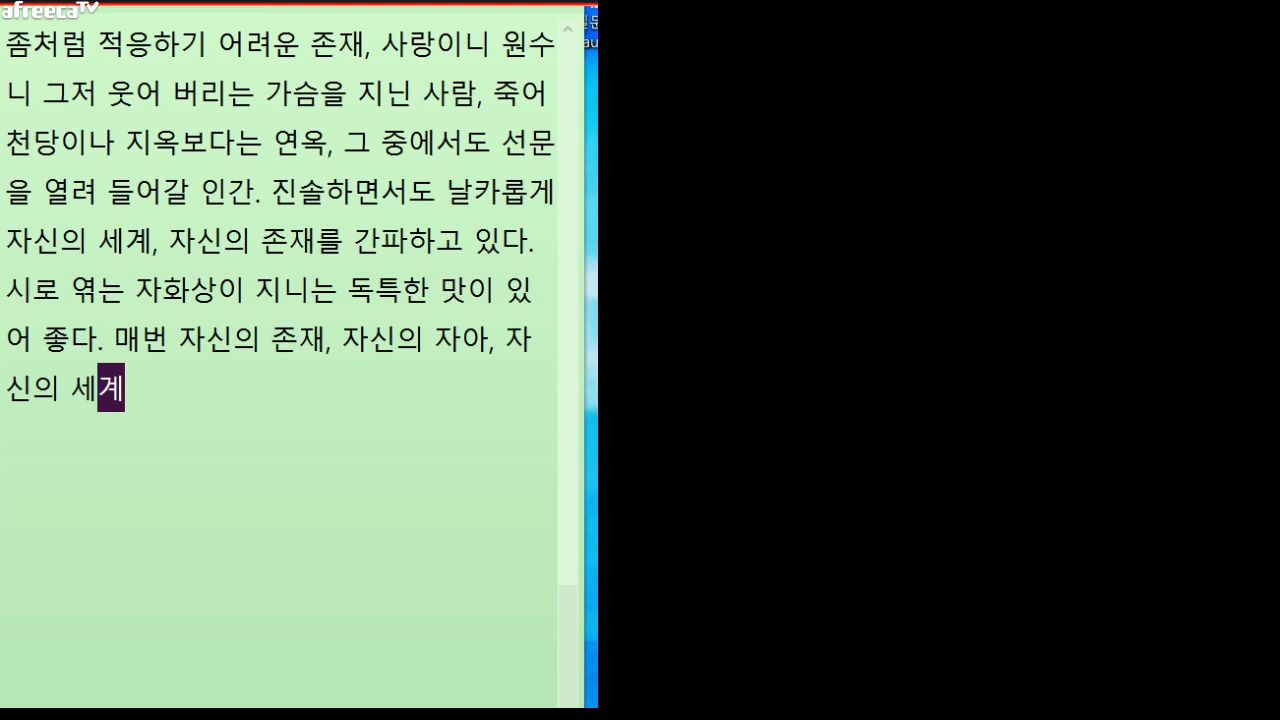 afreecaTV
좀처럼 적응하기 어려운 존재, 사랑이니 원수
니 그저 웃어 버리는 가슴을 지닌 사람, 죽어
천당이나 지옥보다는 연옥, 그 중에서도 선문
을 열려 들어갈 인간. 진솔하면서도 날카롭게
자신의 세계, 자신의 존재를 간파하고 있다.
시로 엮는 자화상이 지니는 독특한 맛이 있
어 좋다. 매번 자신의 존재, 자신의 자아, 자
신의 세계